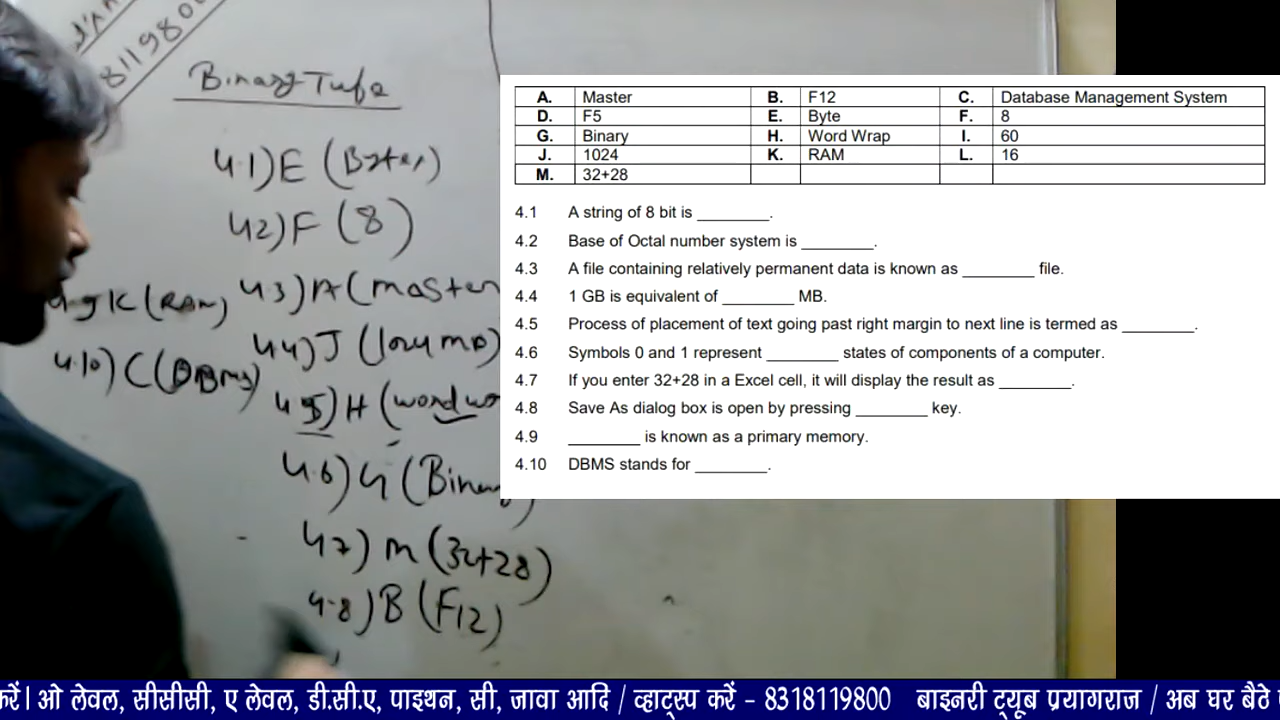 811980
Binary Tube
4.1) E (Byte)
4.2) F (8)
4.3) A (master
4.4) J (1024 MB)
4.5) H (word w
4.6) G (Binary)
4.7) M (32+28)
4.8) B (F12)
4.9 K (RAM)
4.10) C (DBMS)
A. Master B. F12 C. Database Management System
D. F5 E. Byte F. 8
G. Binary H. Word Wrap I. 60
J. 1024 K. RAM L. 16
M. 32+28
4.1 A string of 8 bit is ________.
4.2 Base of Octal number system is ________.
4.3 A file containing relatively permanent data is known as ________ file.
4.4 1 GB is equivalent of ________ MB.
4.5 Process of placement of text going past right margin to next line is termed as ________.
4.6 Symbols 0 and 1 represent ________ states of components of a computer.
4.7 If you enter 32+28 in a Excel cell, it will display the result as ________.
4.8 Save As dialog box is open by pressing ________ key.
4.9 ________ is known as a primary memory.
4.10 DBMS stands for ________.
करें। ओ लेवल, सीसीसी, ए लेवल, डी.सी.ए, पाइथन, सी, जावा आदि / व्हाट्स्प करें - 8318119800 बाइनरी ट्यूब प्रयागराज / अब घर बैठे